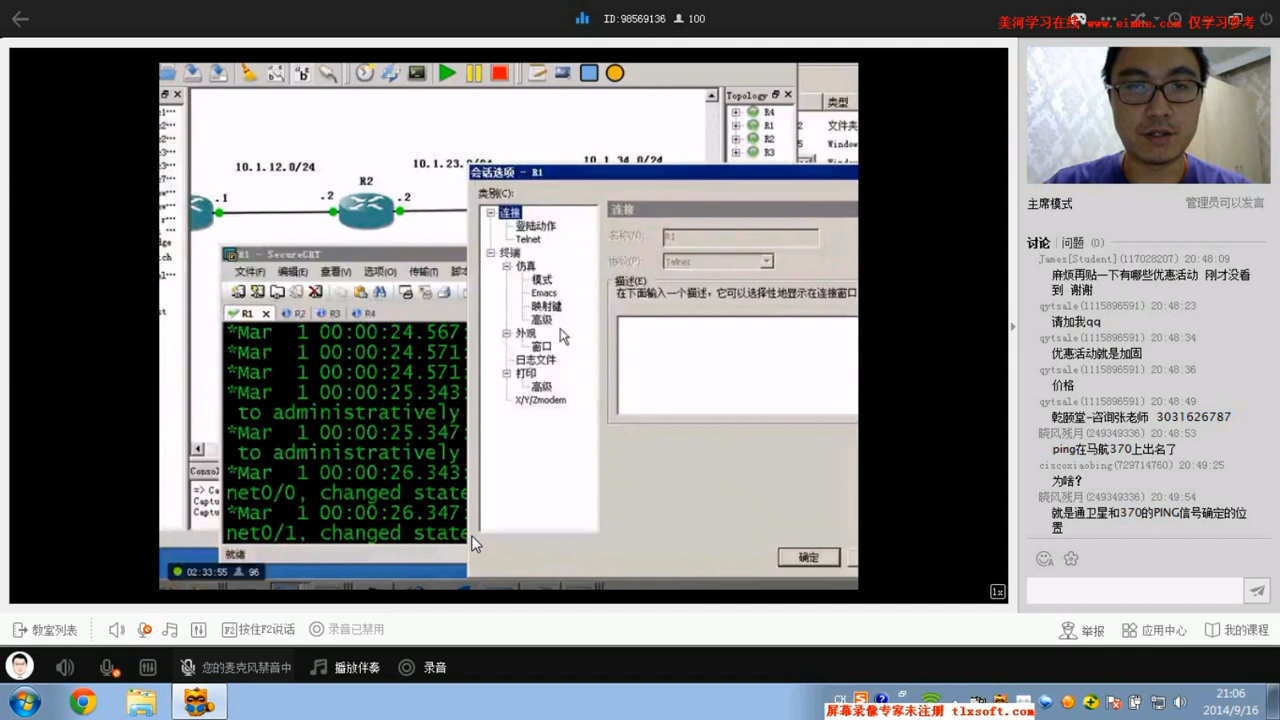 ID:98569136 100
美河学习在线 www.eimhe.com 仅学习参考
Topology
类型
R4
R1
R2
R3
文件夹
Window
10.1.12.0/24
10.1.23.0/24
10.1.34.0/24
R2
.1
.2
.2
会话选项 - R1
类别(C):
连接
登陆动作
Telnet
终端
仿真
模式
Emacs
映射键
高级
外观
窗口
日志文件
打印
高级
X/Y/Zmodem
连接
名称(N): R1
协议(P): Telnet
描述(E)
在下面输入一个描述，它可以选择性地显示在连接窗口
确定
R1 - SecureCRT
文件(F) 编辑(E) 查看(V) 选项(O) 传输(T) 脚本
R1 R2 R3 R4
*Mar 1 00:00:24.567:
*Mar 1 00:00:24.571:
*Mar 1 00:00:24.571:
*Mar 1 00:00:25.343:
to administratively
*Mar 1 00:00:25.347:
to administratively
*Mar 1 00:00:26.343:
net0/0, changed state
*Mar 1 00:00:26.347:
net0/1, changed state
就绪
Consol
=> Co
Captu
Captu
02:33:55 96
1x
主席模式 管理员可以发言
讨论 问题 (0)
James[Student](117028207) 20:48:09
麻烦再贴一下有哪些优惠活动 刚才没看
到 谢谢
qytsale(1115896591) 20:48:23
请加我qq
qytsale(1115896591) 20:48:34
优惠活动就是加固
qytsale(1115896591) 20:48:36
价格
qytsale(1115896591) 20:48:49
乾颐堂-咨询张老师 3031626787
晓风残月(249349336) 20:48:53
ping在马航370上出名了
ciscoxiaobing(729714760) 20:49:25
为啥?
晓风残月(249349336) 20:49:54
就是通卫星和370的PING信号确定的位
置
教室列表 F2 按住F2说话 录音已禁用
举报 应用中心 我的课程
您的麦克风禁音中 播放伴奏 录音
CH
21:06
2014/9/16
屏幕录像专家未注册 tlxsoft.com